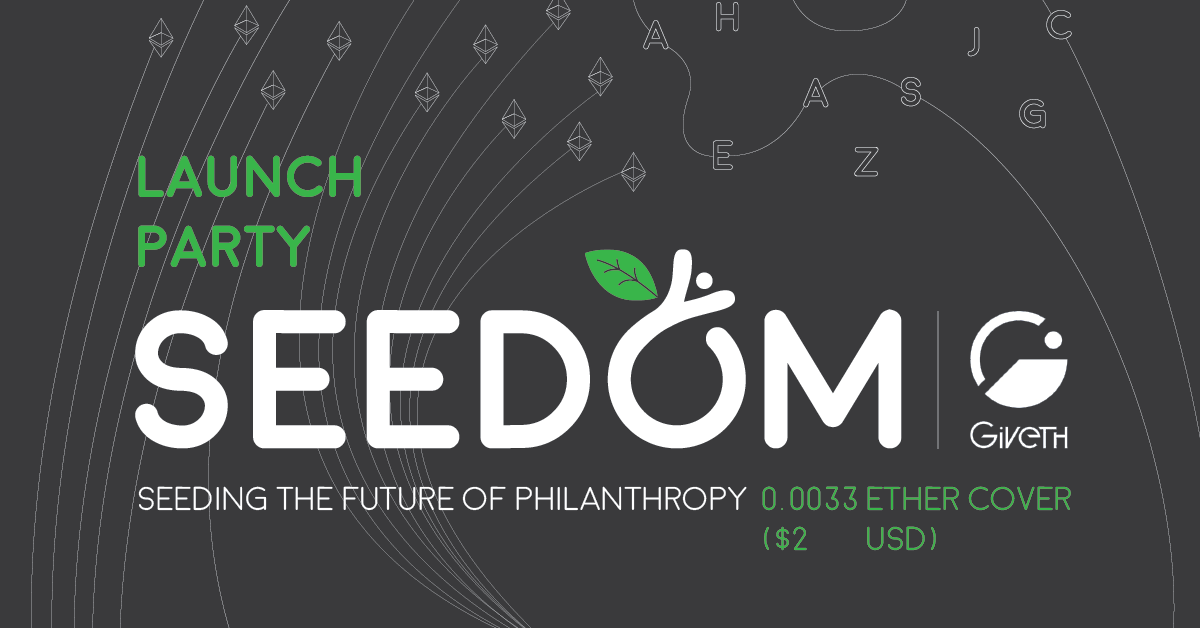 H
C
A
J
A
S
G
E
Z
LAUNCH
PARTY
SEEDOM
GIVETH
SEEDING THE FUTURE OF PHILANTHROPY 0.0033 ETHER COVER
($2 USD)